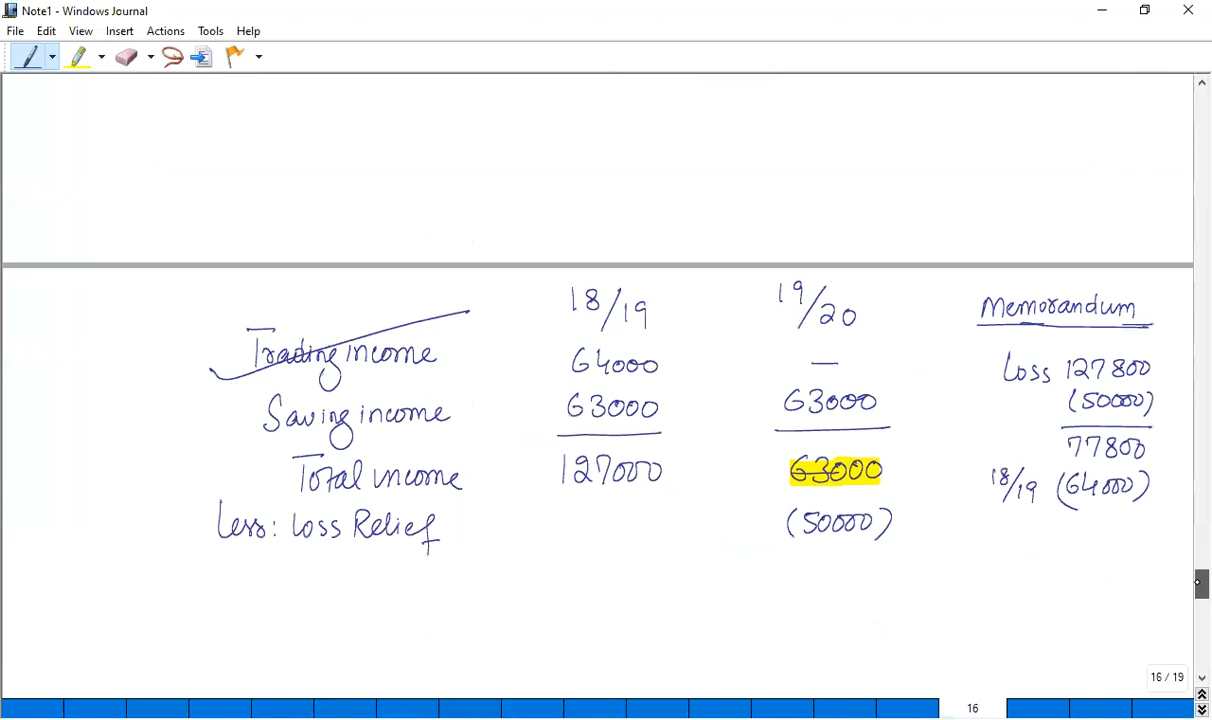 Note1 - Windows Journal
File Edit View Insert Actions Tools Help
18/19 19/20 Memorandum
Trading income 64000 — Loss 127800
Saving income 63000 63000 (50000)
77800
Total income 127000 63000 18/19 (64000)
Less: Loss Relief (50000)
16 / 19
16